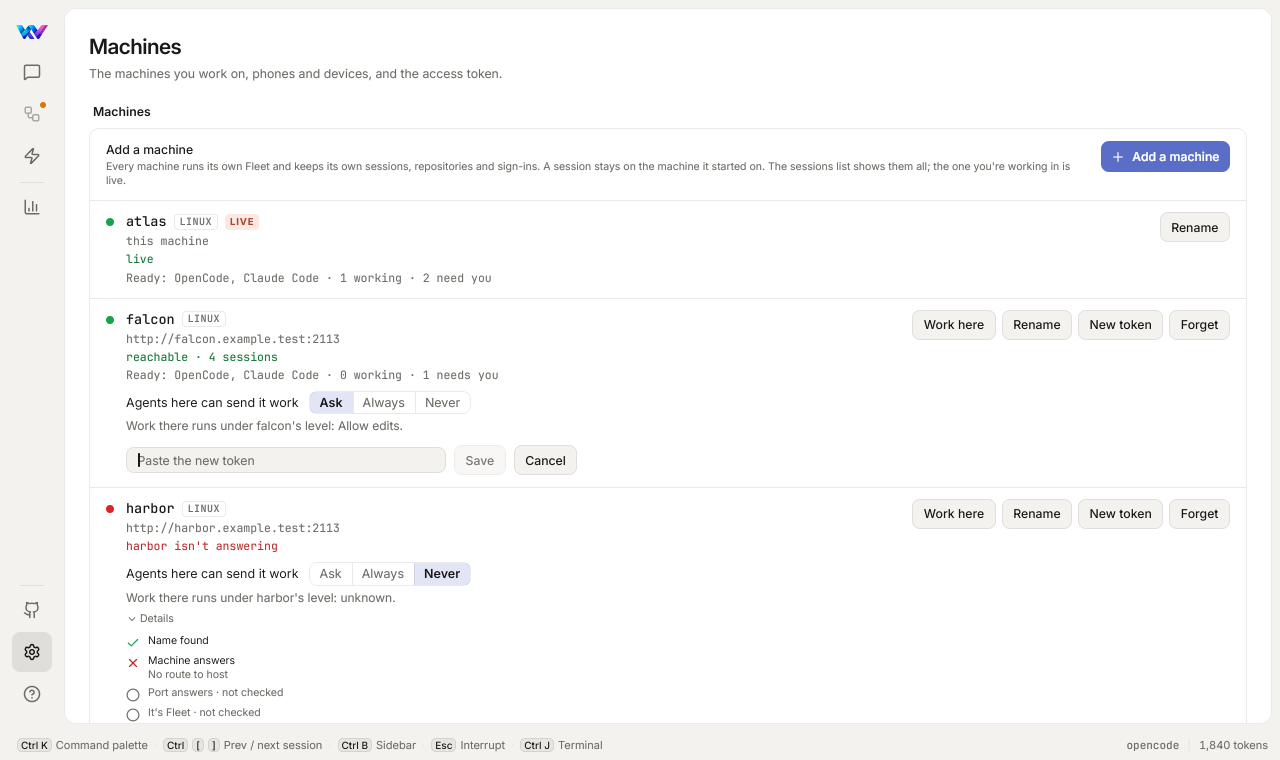 Machines
The machines you work on, phones and devices, and the access token.
Machines
Add a machine
Every machine runs its own Fleet and keeps its own sessions, repositories and sign-ins. A session stays on the machine it started on. The sessions list shows them all; the one you're working in is
live.
+ Add a machine
atlas LINUX LIVE
Rename
this machine
live
Ready: OpenCode, Claude Code · 1 working · 2 need you
falcon LINUX
Work here Rename New token Forget
http://falcon.example.test:2113
reachable · 4 sessions
Ready: OpenCode, Claude Code · 0 working · 1 needs you
Agents here can send it work Ask Always Never
Work there runs under falcon's level: Allow edits.
Paste the new token Save Cancel
harbor LINUX
Work here Rename New token Forget
http://harbor.example.test:2113
harbor isn't answering
Agents here can send it work Ask Always Never
Work there runs under harbor's level: unknown.
Details
Name found
Machine answers
No route to host
Port answers · not checked
It's Fleet · not checked
Ctrl K Command palette Ctrl [ ] Prev / next session Ctrl B Sidebar Esc Interrupt Ctrl J Terminal
opencode 1,840 tokens